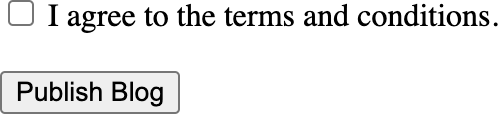 I agree to the terms and conditions.
Publish Blog